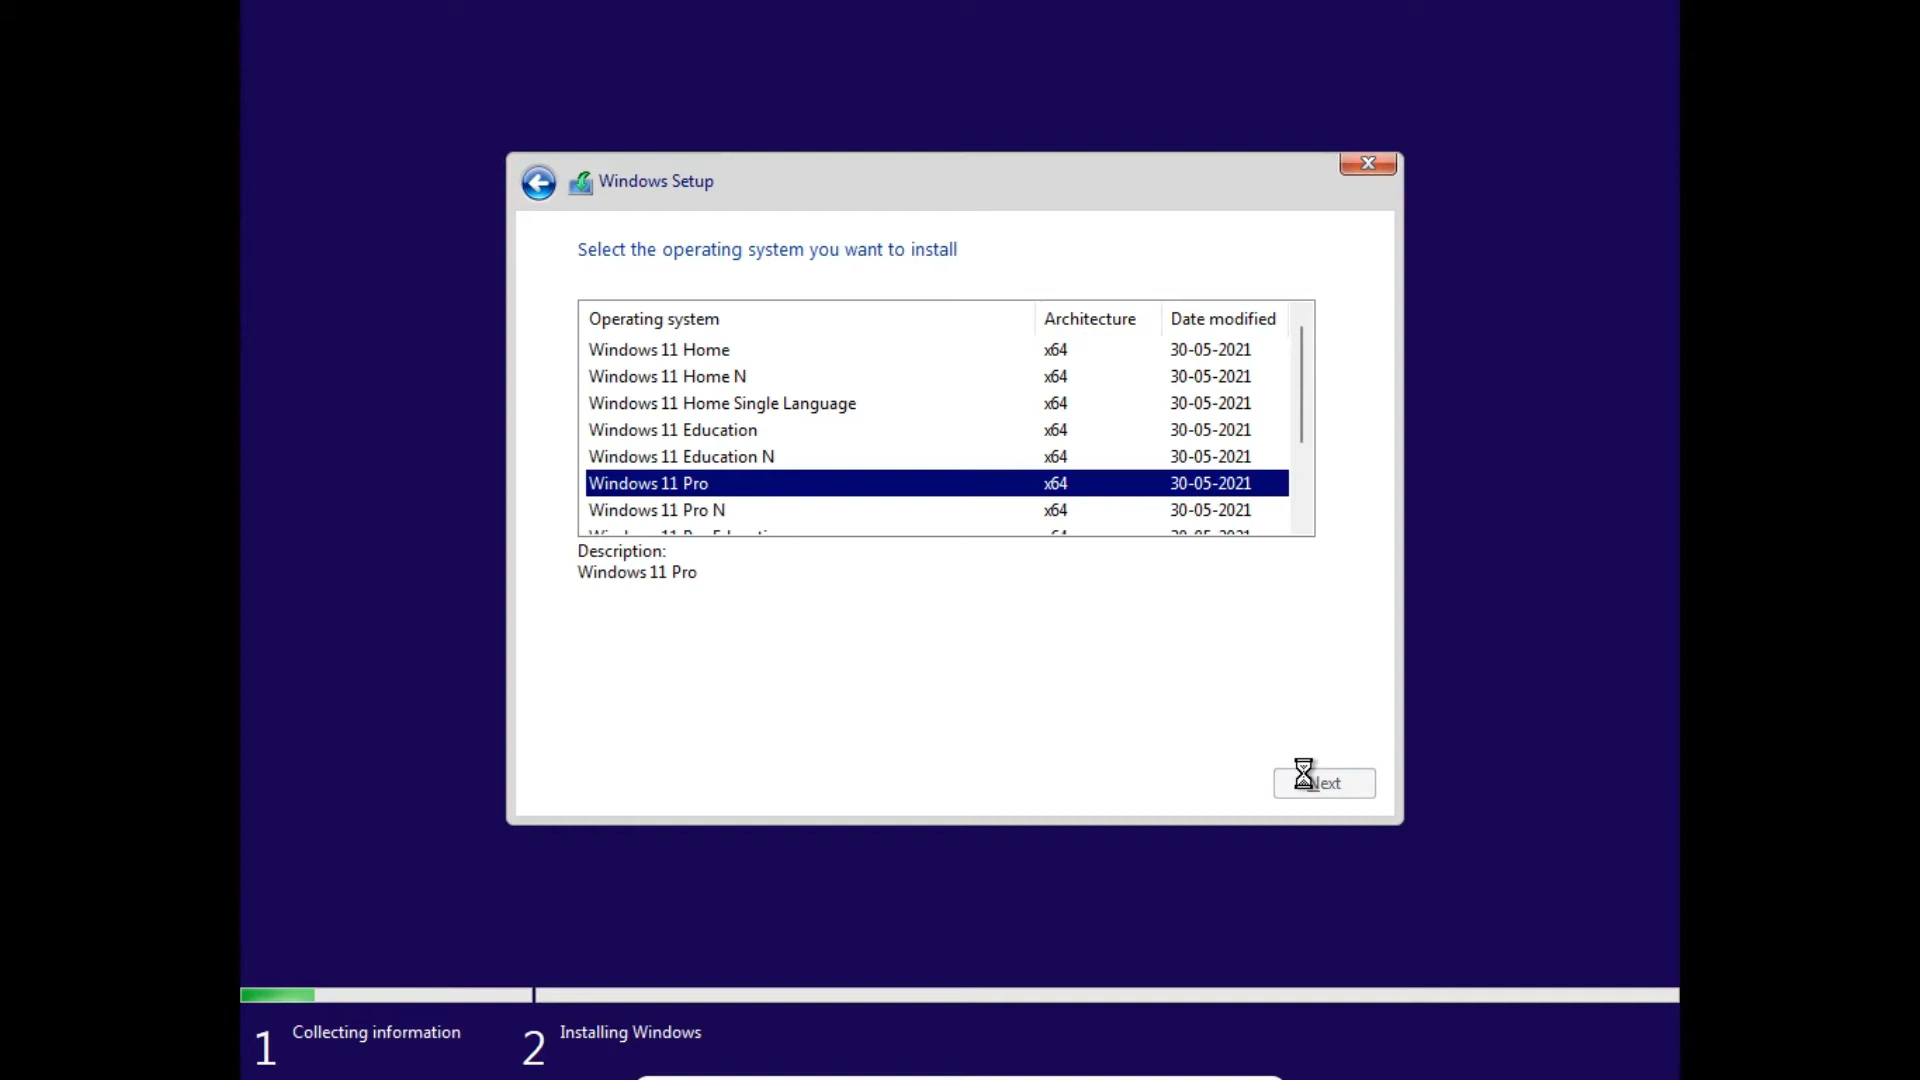 Windows Setup
Select the operating system you want to install
Operating system Architecture Date modified
Windows 11 Home x64 30-05-2021
Windows 11 Home N x64 30-05-2021
Windows 11 Home Single Language x64 30-05-2021
Windows 11 Education x64 30-05-2021
Windows 11 Education N x64 30-05-2021
Windows 11 Pro x64 30-05-2021
Windows 11 Pro N x64 30-05-2021
Description:
Windows 11 Pro
Next
1 Collecting information 2 Installing Windows